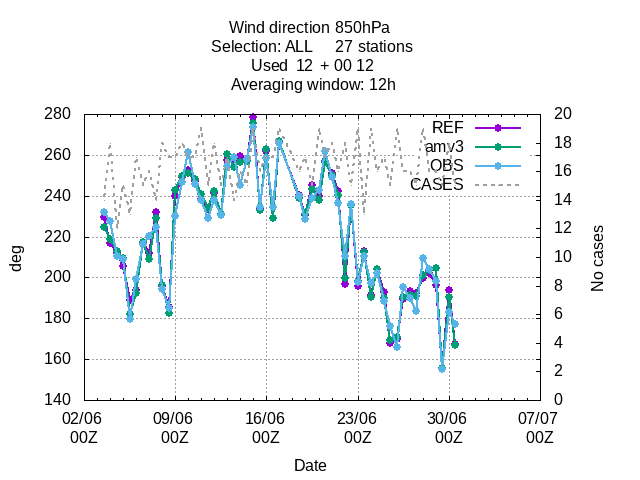 Wind direction 850hPa
Selection: ALL 27 stations
Used 12 + 00 12
Averaging window: 12h
280 20
REF
18
amv3
260
OBS
16
CASES
240 14
220 12
deg
10
No cases
200
8
180 6
160 4
2
140 0
02/06 09/06 16/06 23/06 30/06 07/07
00Z 00Z 00Z 00Z 00Z 00Z
Date